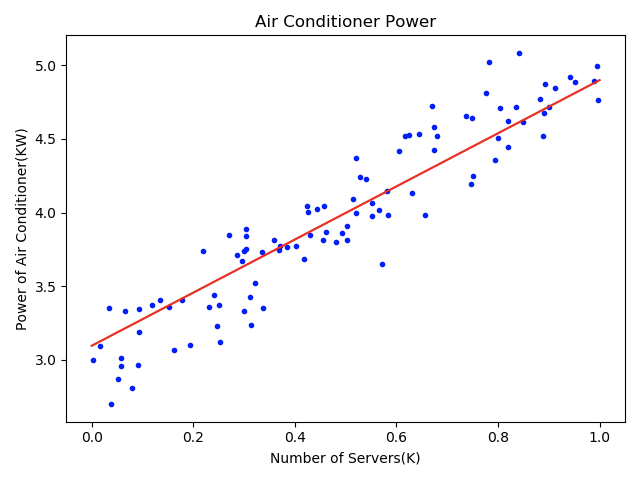 Air Conditioner Power
Power of Air Conditioner(KW)
5.0
4.5
4.0
3.5
3.0
0.0 0.2 0.4 0.6 0.8 1.0
Number of Servers(K)